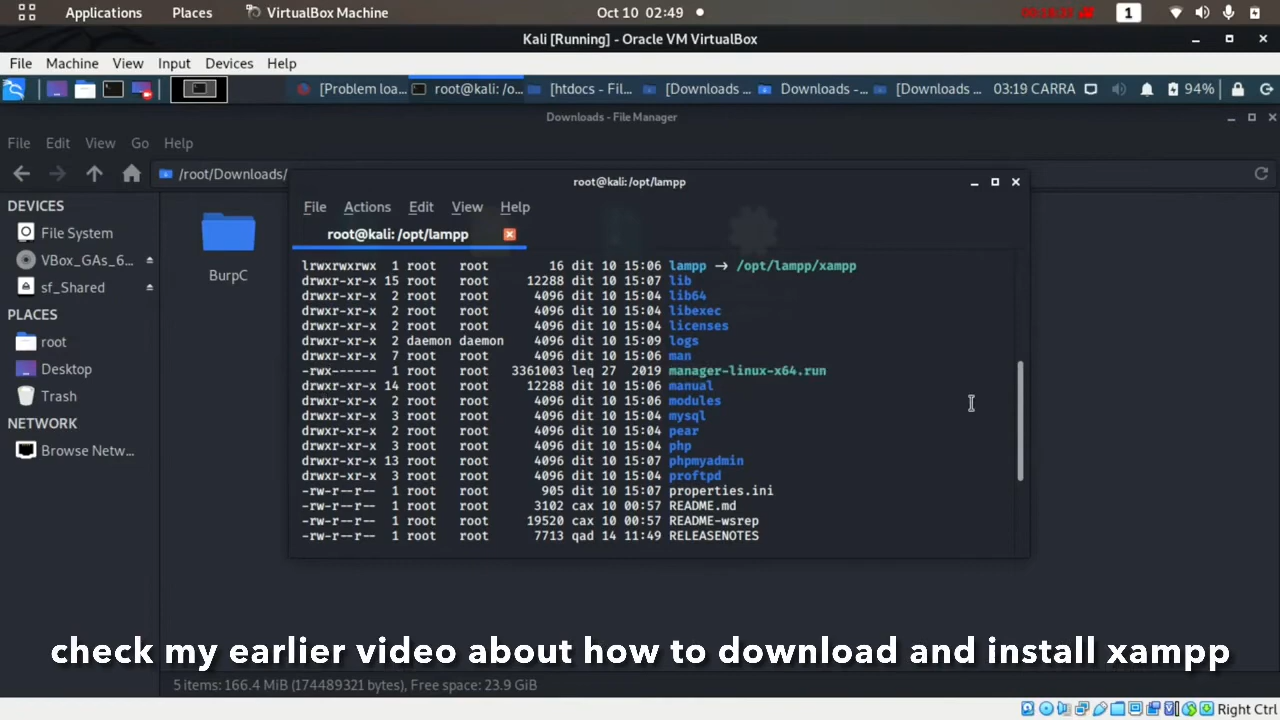 Applications Places VirtualBox Machine Oct 10 02:49 1
Kali [Running] - Oracle VM VirtualBox
File Machine View Input Devices Help
[Problem loa... root@kali: /o... [htdocs - Fil... [Downloads ... Downloads -... [Downloads ... 03:19 CARRA 94%
Downloads - File Manager
File Edit View Go Help
/root/Downloads/
DEVICES
File System
VBox_GAs_6...
sf_Shared
PLACES
root
Desktop
Trash
NETWORK
Browse Netw...
BurpC
root@kali: /opt/lampp
File Actions Edit View Help
root@kali: /opt/lampp
lrwxrwxrwx 1 root root 16 dit 10 15:06 lampp → /opt/lampp/xampp
drwxr-xr-x 15 root root 12288 dit 10 15:07 lib
drwxr-xr-x 2 root root 4096 dit 10 15:04 lib64
drwxr-xr-x 2 root root 4096 dit 10 15:04 libexec
drwxr-xr-x 2 root root 4096 dit 10 15:04 licenses
drwxr-xr-x 2 daemon daemon 4096 dit 10 15:09 logs
drwxr-xr-x 7 root root 4096 dit 10 15:06 man
-rwx------ 1 root root 3361003 leq 27 2019 manager-linux-x64.run
drwxr-xr-x 14 root root 12288 dit 10 15:06 manual
drwxr-xr-x 2 root root 4096 dit 10 15:06 modules
drwxr-xr-x 3 root root 4096 dit 10 15:04 mysql
drwxr-xr-x 2 root root 4096 dit 10 15:04 pear
drwxr-xr-x 3 root root 4096 dit 10 15:04 php
drwxr-xr-x 13 root root 4096 dit 10 15:07 phpmyadmin
drwxr-xr-x 3 root root 4096 dit 10 15:04 proftpd
-rw-r--r-- 1 root root 905 dit 10 15:07 properties.ini
-rw-r--r-- 1 root root 3102 cax 10 00:57 README.md
-rw-r--r-- 1 root root 19520 cax 10 00:57 README-wsrep
-rw-r--r-- 1 root root 7713 qad 14 11:49 RELEASENOTES
check my earlier video about how to download and install xampp
5 items: 166.4 MiB (174489321 bytes), Free space: 23.9 GiB
Right Ctrl